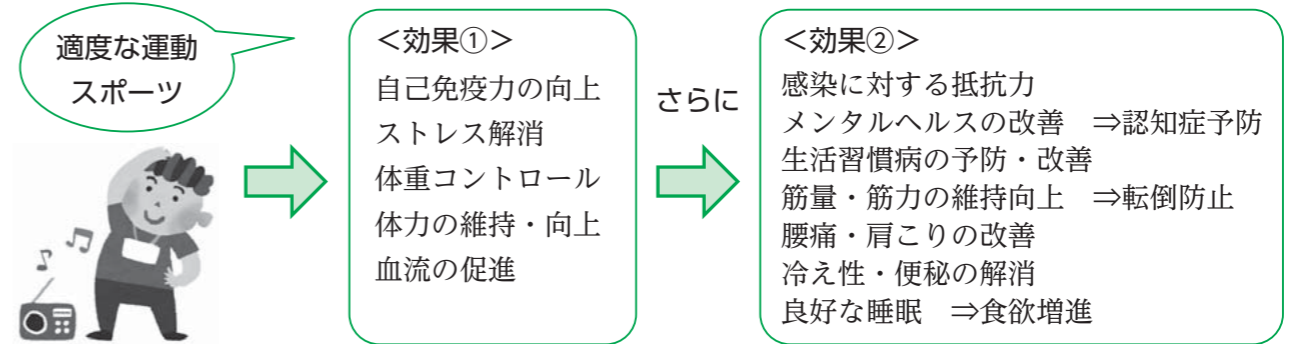 適度な運動
スポーツ
＜効果①＞
自己免疫力の向上
ストレス解消
体重コントロール
体力の維持・向上
血流の促進
さらに
＜効果②＞
感染に対する抵抗力
メンタルヘルスの改善　⇒認知症予防
生活習慣病の予防・改善
筋量・筋力の維持向上　⇒転倒防止
腰痛・肩こりの改善
冷え性・便秘の解消
良好な睡眠　⇒食欲増進